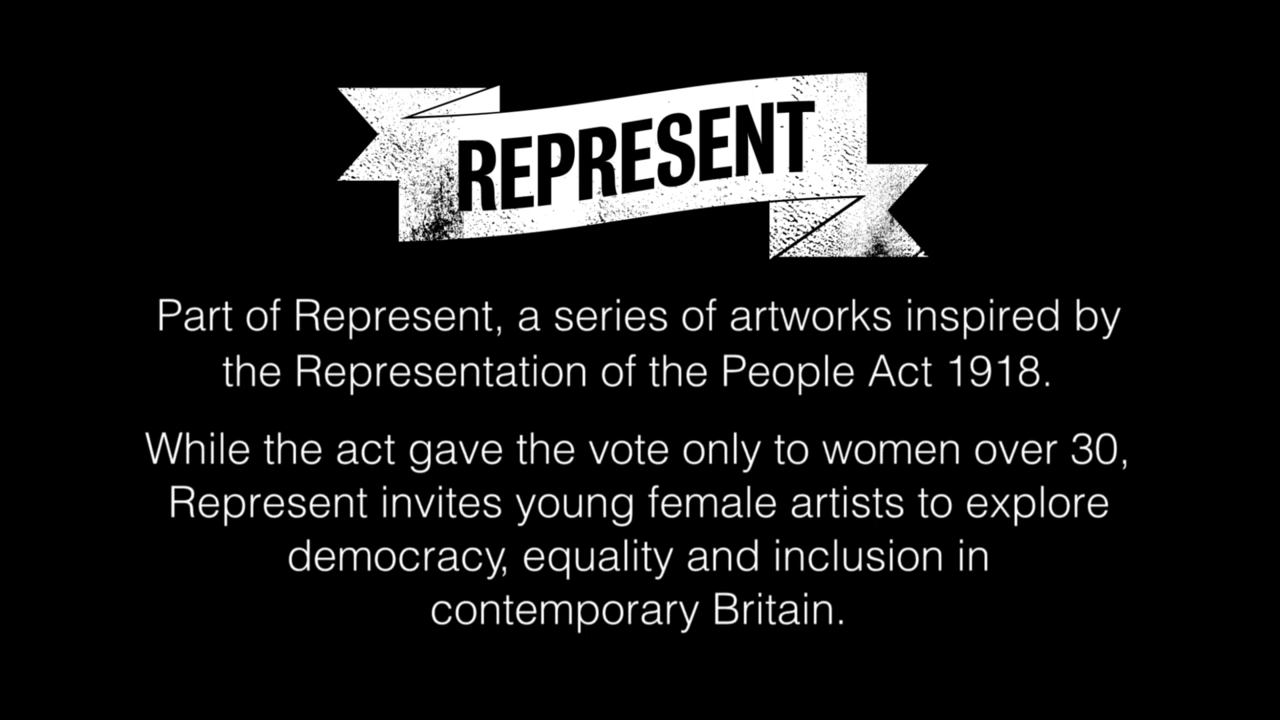 REPRESENT
Part of Represent, a series of artworks inspired by
the Representation of the People Act 1918.
While the act gave the vote only to women over 30,
Represent invites young female artists to explore
democracy, equality and inclusion in
contemporary Britain.